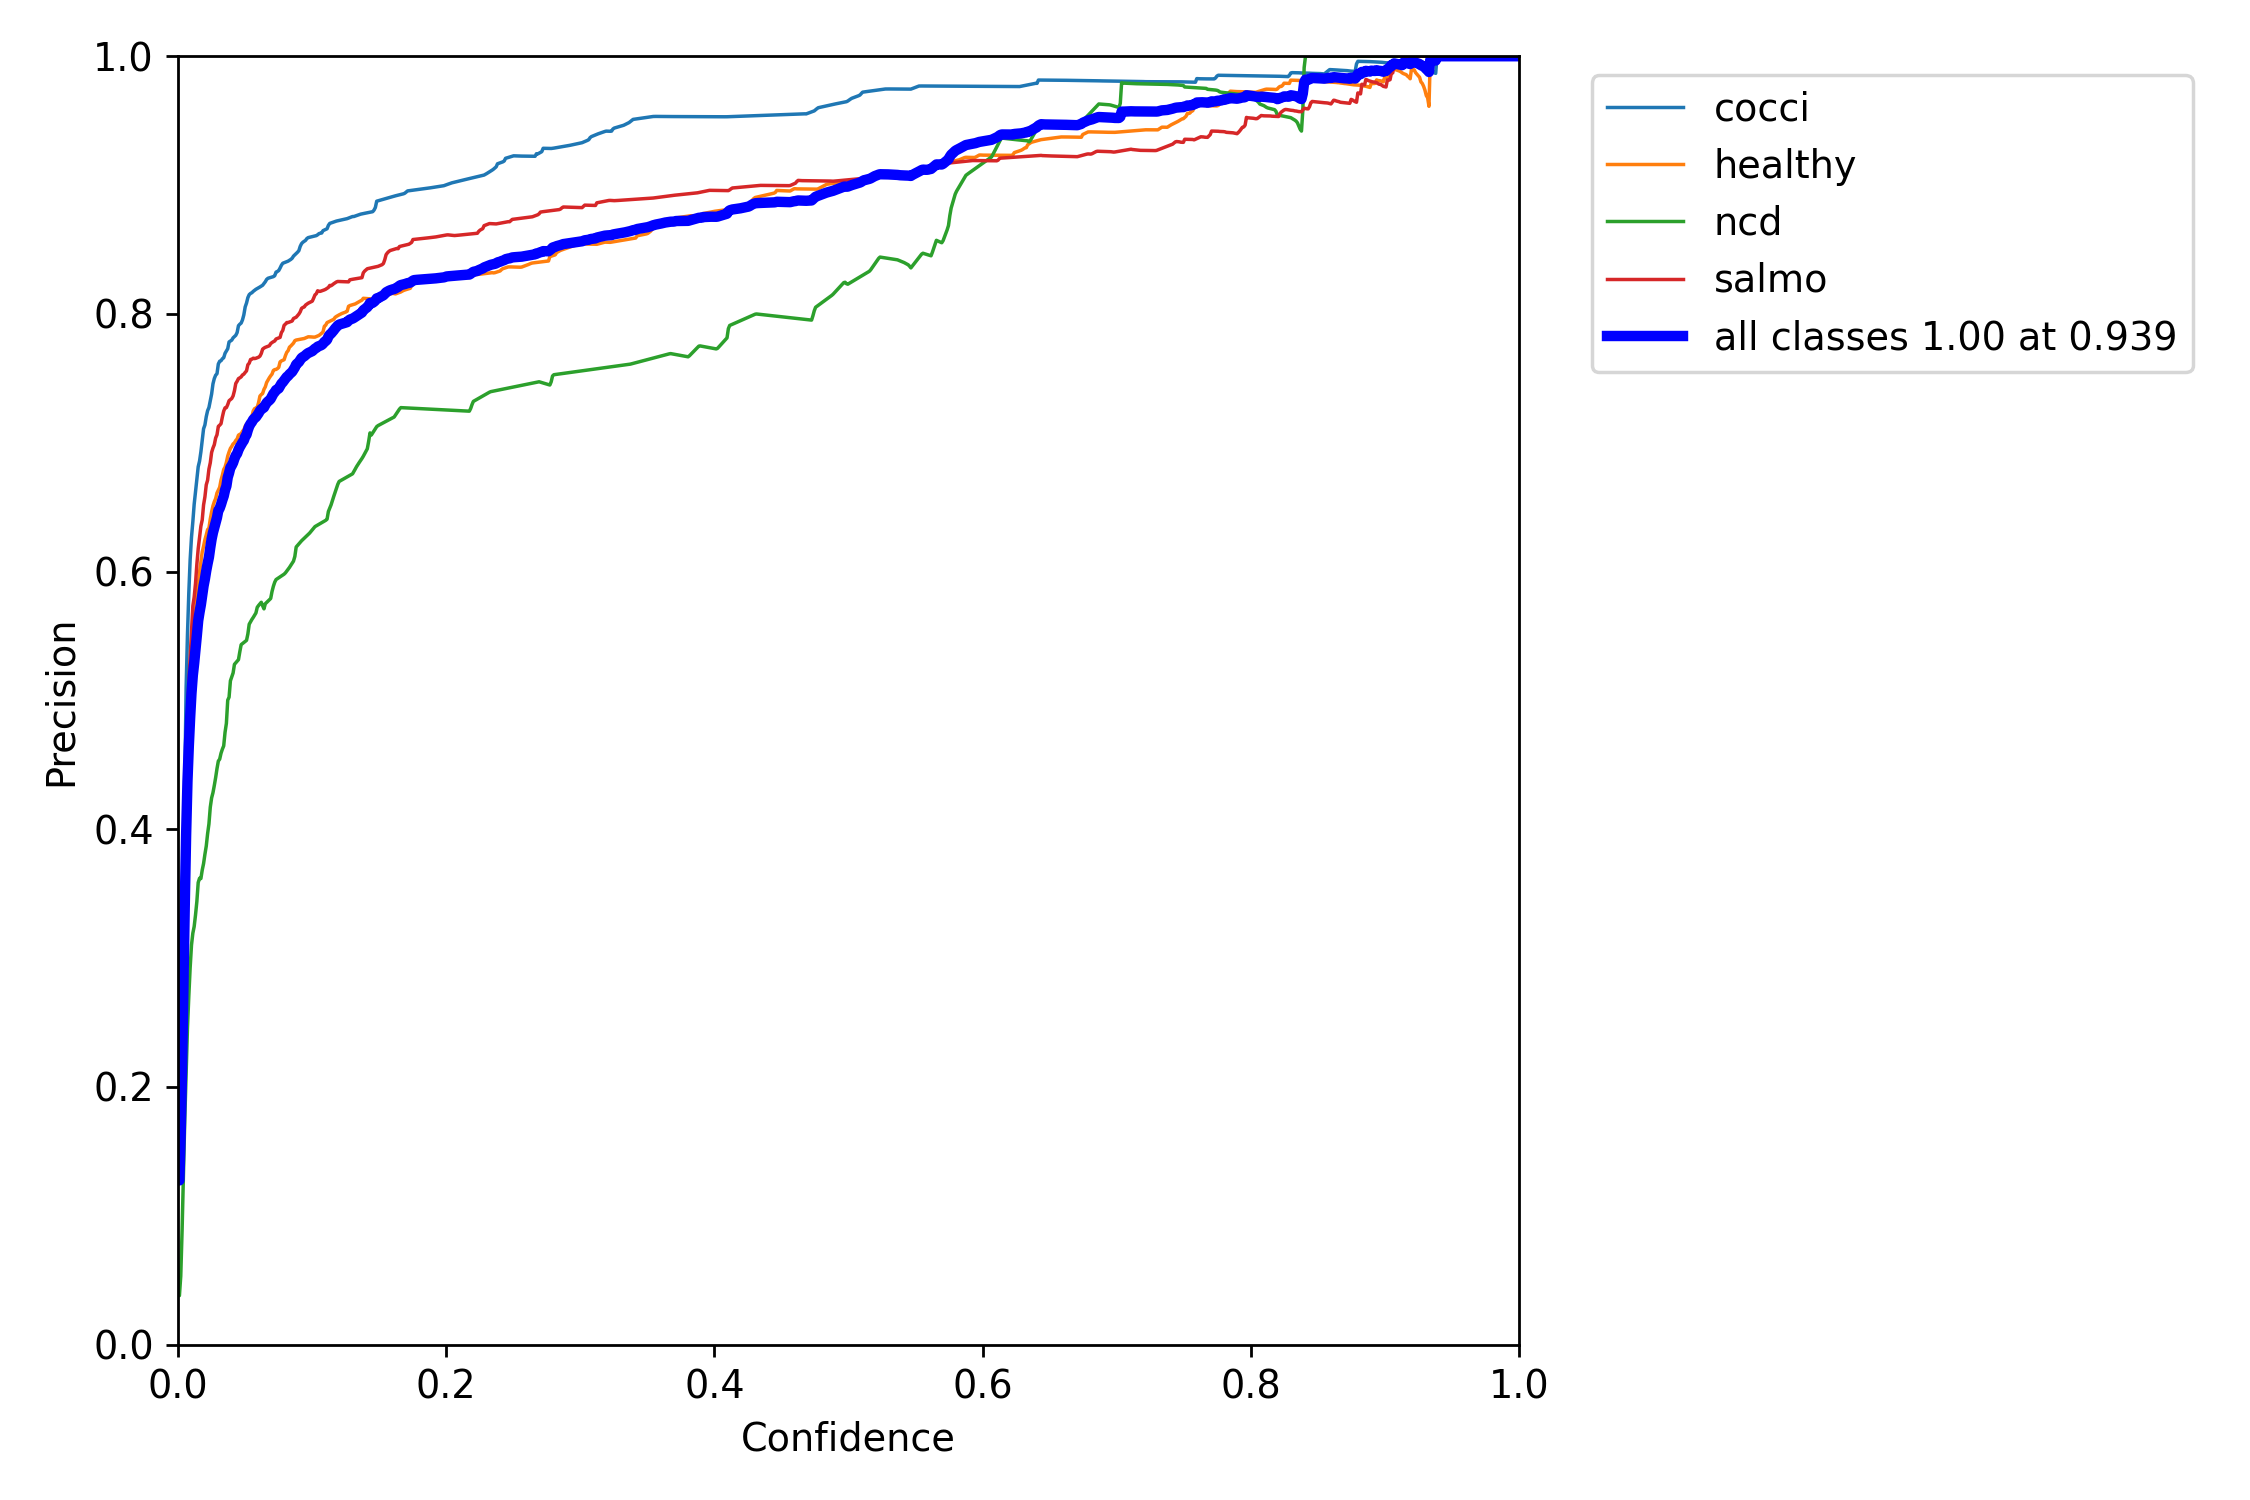 1.0
0.8
0.6
0.4
0.2
0.0
Precision
0.0 0.2 0.4 0.6 0.8 1.0
Confidence
cocci
healthy
ncd
salmo
all classes 1.00 at 0.939